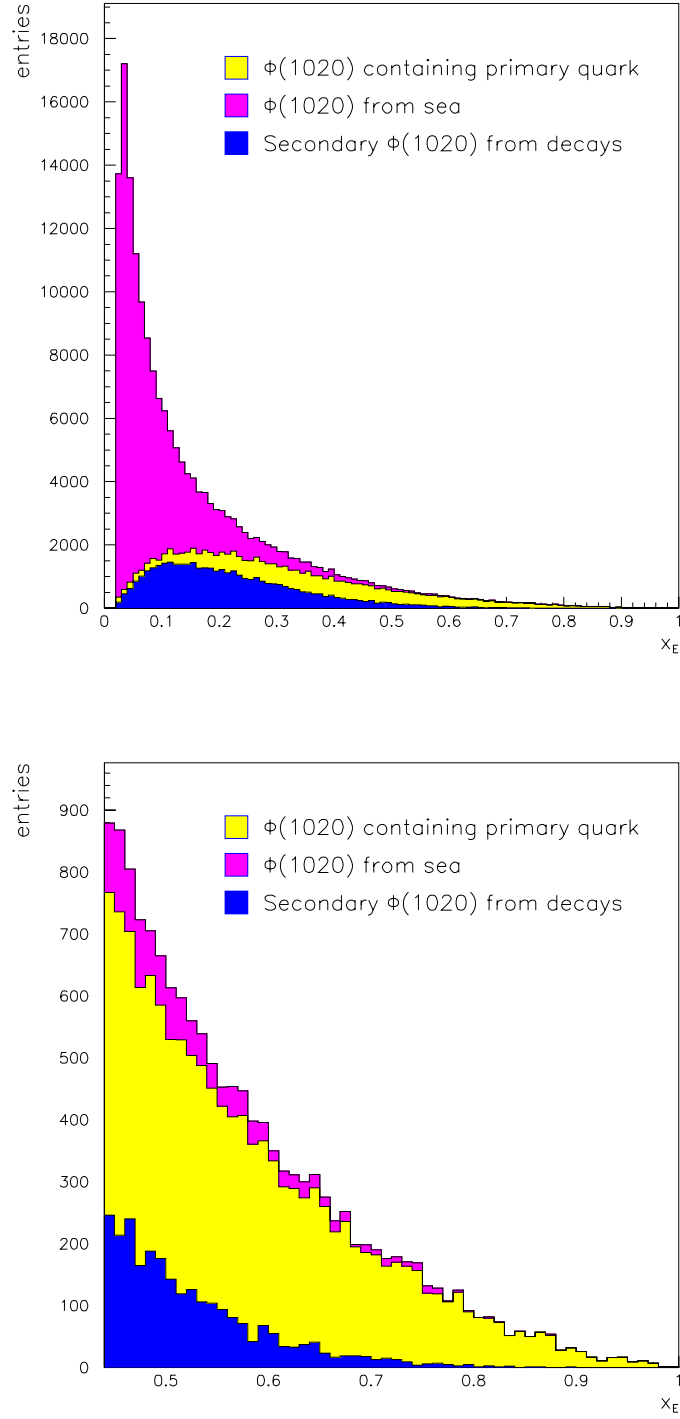 entries
18000
16000
14000
12000
10000
8000
6000
4000
2000
0
Φ(1020) containing primary quark
Φ(1020) from sea
Secondary Φ(1020) from decays
0 0.1 0.2 0.3 0.4 0.5 0.6 0.7 0.8 0.9 1
x_E
entries
900
800
700
600
500
400
300
200
100
0
Φ(1020) containing primary quark
Φ(1020) from sea
Secondary Φ(1020) from decays
0.5 0.6 0.7 0.8 0.9 1
x_E